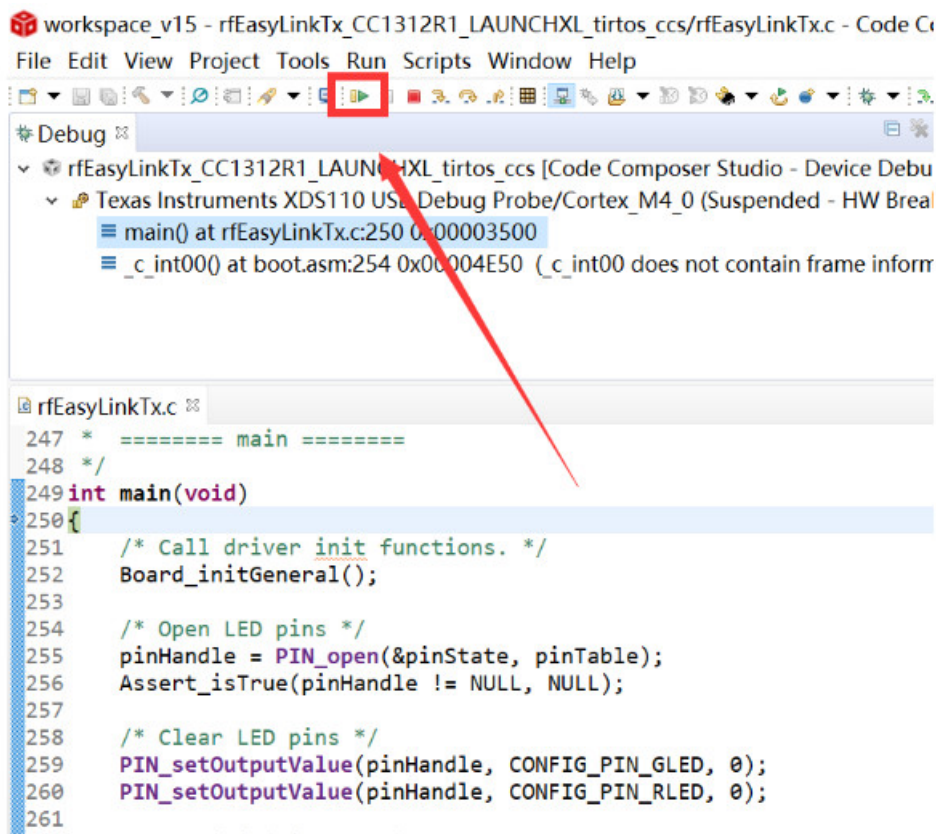 workspace_v15 - rfEasyLinkTx_CC1312R1_LAUNCHXL_tirtos_ccs/rfEasyLinkTx.c - Code C
File Edit View Project Tools Run Scripts Window Help
Debug
rfEasyLinkTx_CC1312R1_LAUNCHXL_tirtos_ccs [Code Composer Studio - Device Debu
Texas Instruments XDS110 USB Debug Probe/Cortex_M4_0 (Suspended - HW Brea
main() at rfEasyLinkTx.c:250 0x00003500
_c_int00() at boot.asm:254 0x00004E50 (_c_int00 does not contain frame inform
rfEasyLinkTx.c
247 * ======== main ========
248 */
249 int main(void)
250 {
251 /* Call driver init functions. */
252 Board_initGeneral();
253
254 /* Open LED pins */
255 pinHandle = PIN_open(&pinState, pinTable);
256 Assert_isTrue(pinHandle != NULL, NULL);
257
258 /* Clear LED pins */
259 PIN_setOutputValue(pinHandle, CONFIG_PIN_GLED, 0);
260 PIN_setOutputValue(pinHandle, CONFIG_PIN_RLED, 0);
261